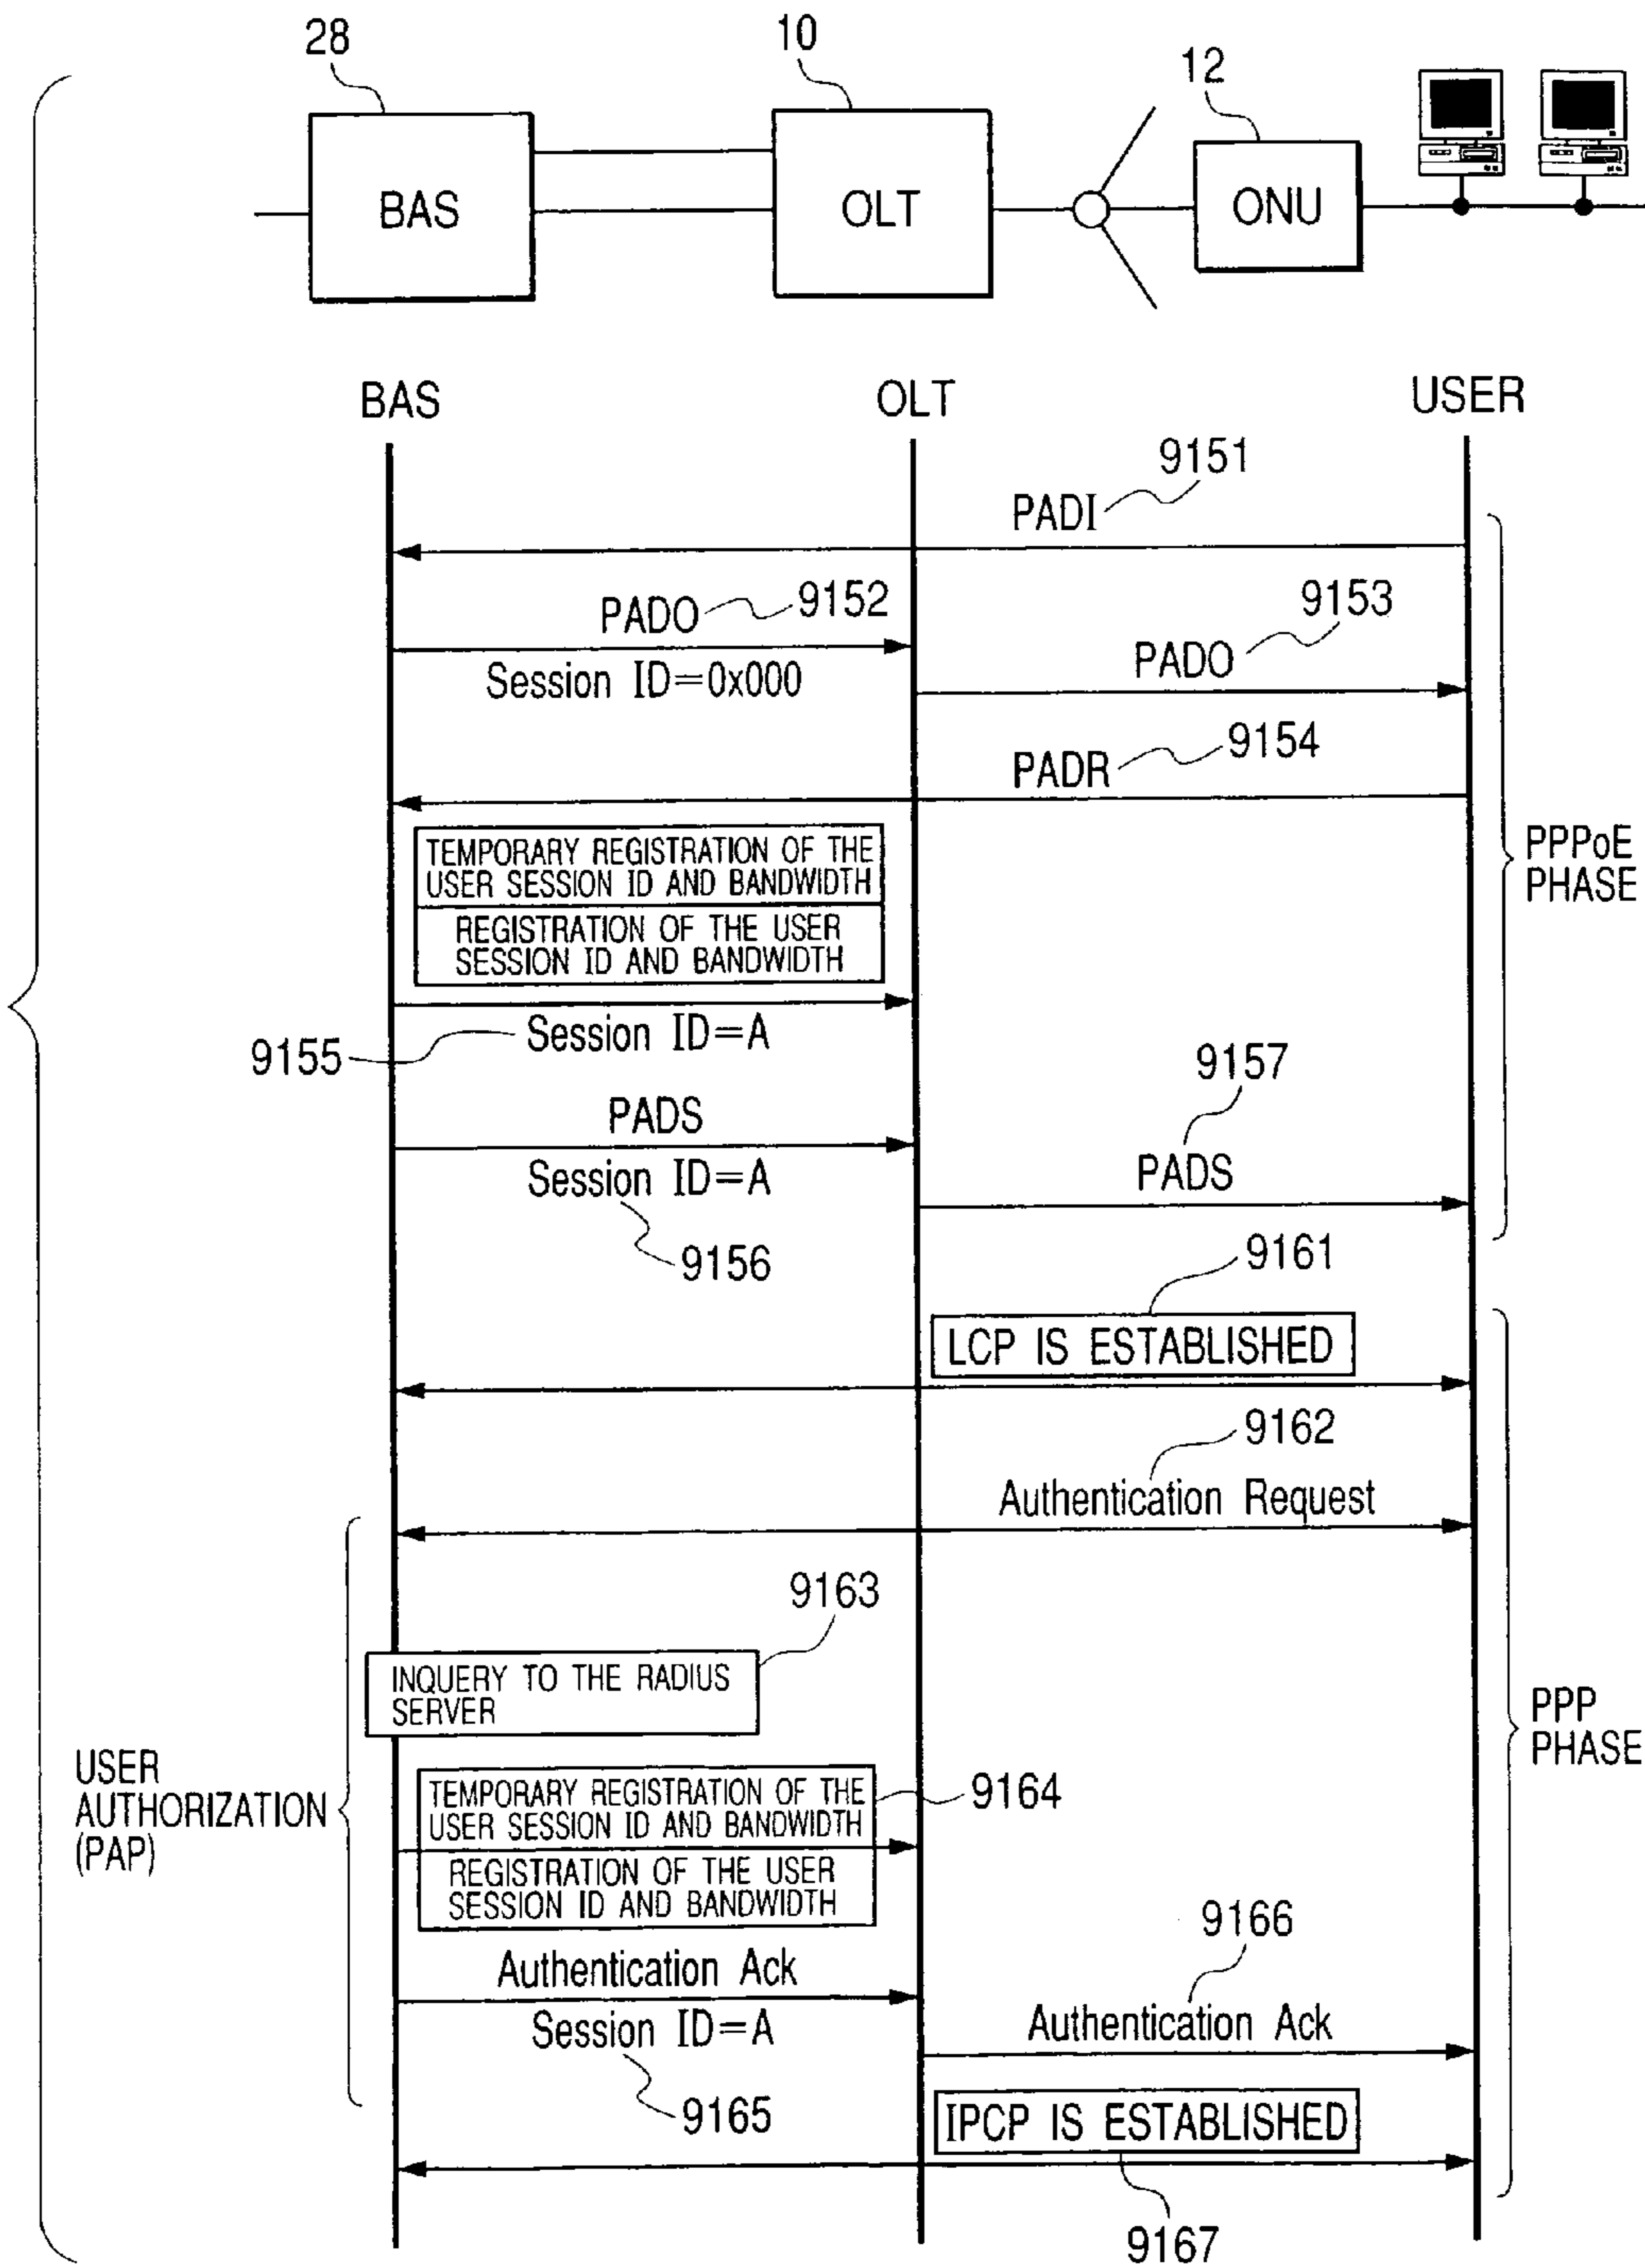 28
10
12
BAS
OLT
ONU
BAS
OLT
USER
9151
PADI
PADO
9152
9153
Session ID=0x000
PADO
9154
PADR
TEMPORARY REGISTRATION OF THE
USER SESSION ID AND BANDWIDTH
REGISTRATION OF THE USER
SESSION ID AND BANDWIDTH
PPPoE
PHASE
Session ID=A
9155
9157
PADS
Session ID=A
PADS
9156
9161
LCP IS ESTABLISHED
9162
Authentication Request
9163
INQUERY TO THE RADIUS
SERVER
PPP
PHASE
USER
AUTHORIZATION
(PAP)
TEMPORARY REGISTRATION OF THE
USER SESSION ID AND BANDWIDTH
9164
REGISTRATION OF THE USER
SESSION ID AND BANDWIDTH
9166
Authentication Ack
Session ID=A
Authentication Ack
9165
IPCP IS ESTABLISHED
9167